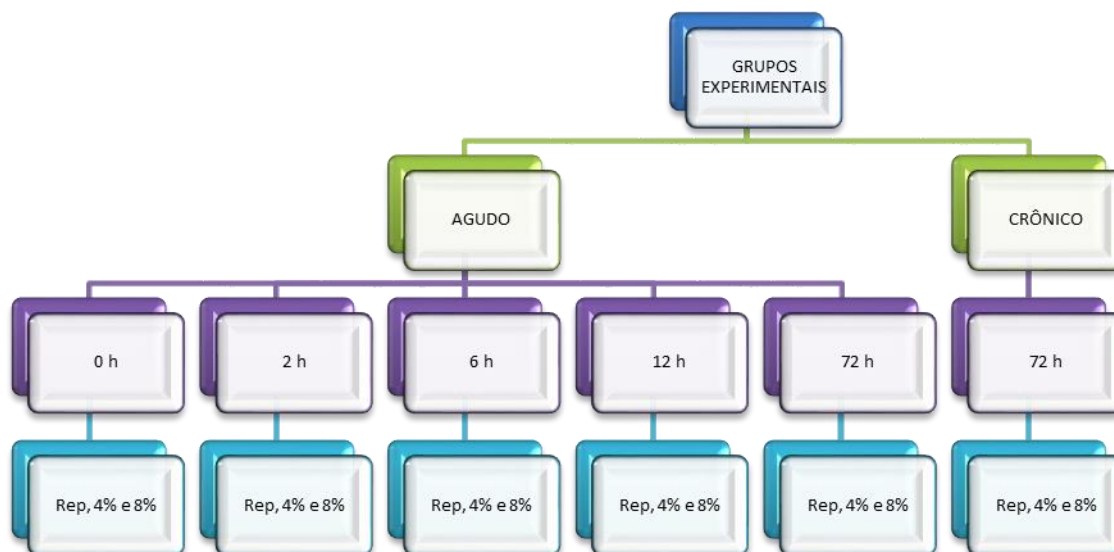 GRUPOS
EXPERIMENTAIS
AGUDO
CRÔNICO
0 h
2 h
6 h
12 h
72 h
72 h
Rep, 4% e 8%
Rep, 4% e 8%
Rep, 4% e 8%
Rep, 4% e 8%
Rep, 4% e 8%
Rep, 4% e 8%